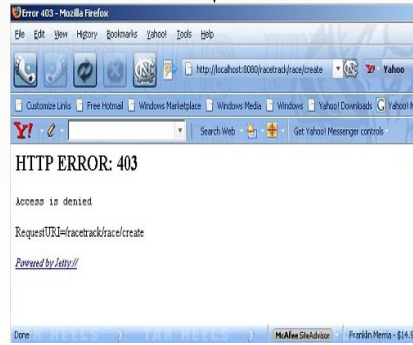 Error 403 - Mozilla Firefox
File Edit View History Bookmarks Yahoo! Tools Help
http://localhost:8080/racetrack/race/create Yahoo
Customize Links Free Hotmail Windows Marketplace Windows Media Windows Yahoo! Downloads Yahoo! M
Y! Search Web Get Yahoo! Messenger controls
HTTP ERROR: 403
Access is denied
RequestURI=/racetrack/race/create
Powered by Jetty://
Done McAfee SiteAdvisor Franklin Merria - $14.9